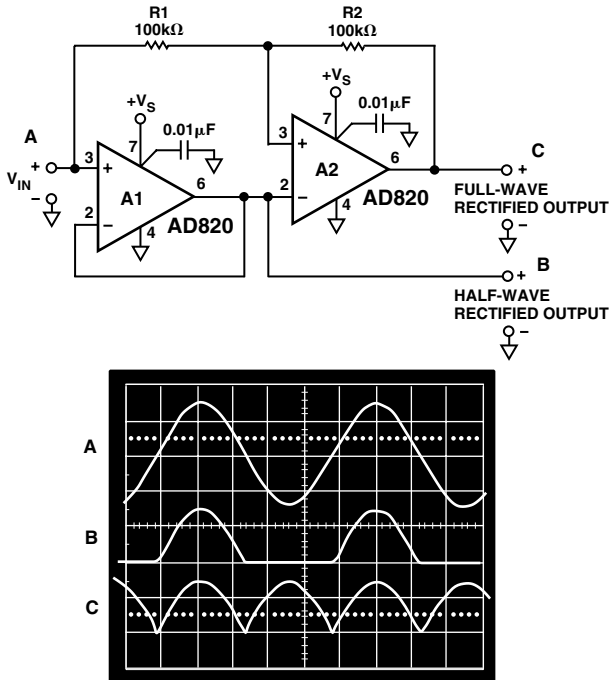 R1
100kΩ
R2
100kΩ
+VS
0.01µF
+VS
0.01µF
A
+
VIN
–
3
+
7
A1
6
2
–
4
AD820
3
+
7
A2
6
2
–
4
AD820
+
C
FULL-WAVE
RECTIFIED OUTPUT
–
+
B
HALF-WAVE
RECTIFIED OUTPUT
–
A
B
C